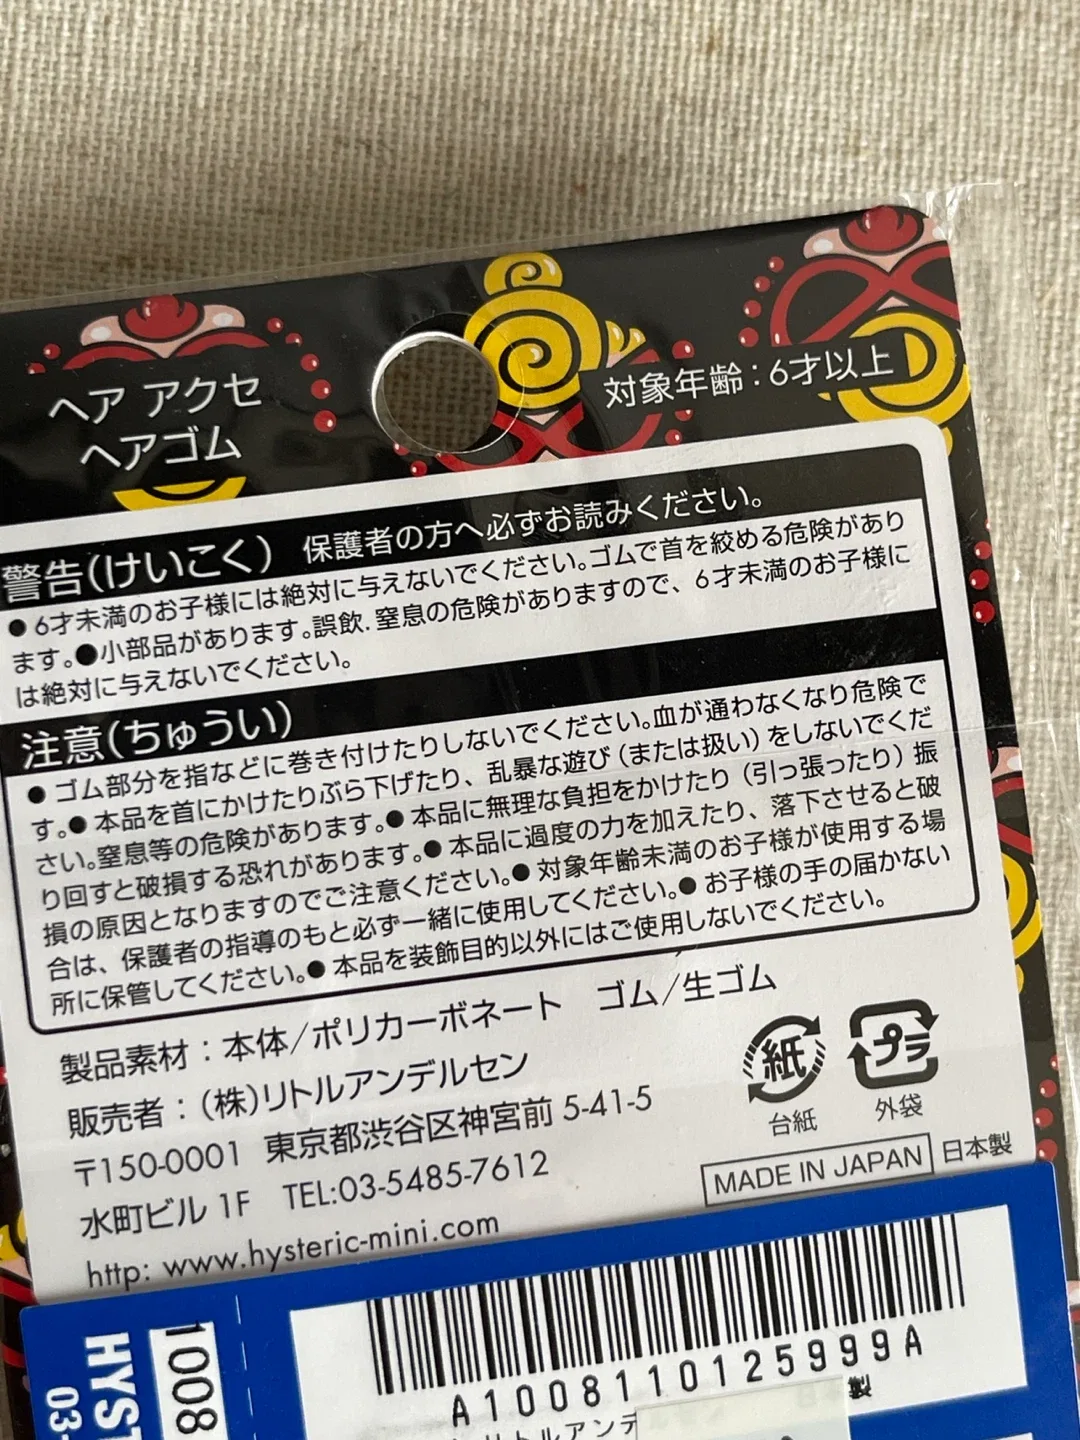 ヘア アクセ
ヘアゴム
対象年齢：6才以上
警告(けいこく) 保護者の方へ必ずお読みください。
●6才未満のお子様には絶対に与えないでください。ゴムで首を絞める危険があり
ます。●小部品があります。誤飲.窒息の危険がありますので、6才未満のお子様に
は絶対に与えないでください。
注意(ちゅうい)
●ゴム部分を指などに巻き付けたりしないでください。血が通わなくなり危険で
す。●本品を首にかけたりぶら下げたり、乱暴な遊び（または扱い）をしないでくだ
さい。窒息等の危険があります。●本品に無理な負担をかけたり（引っ張ったり）振
り回すと破損する恐れがあります。●本品に過度の力を加えたり、落下させると破
損の原因となりますのでご注意ください。●対象年齢未満のお子様が使用する場
合は、保護者の指導のもと必ず一緒に使用してください。●お子様の手の届かない
所に保管してください。●本品を装飾目的以外にはご使用しないでください。
製品素材：本体/ポリカーボネート ゴム/生ゴム
販売者：(株)リトルアンデルセン
〒150-0001 東京都渋谷区神宮前 5-41-5
水町ビル 1F TEL:03-5485-7612
http: www.hysteric-mini.com
紙
台紙
プラ
外袋
MADE IN JAPAN 日本製
A10081101 25999A
リトルアンデ
製
1008
HYST
03-